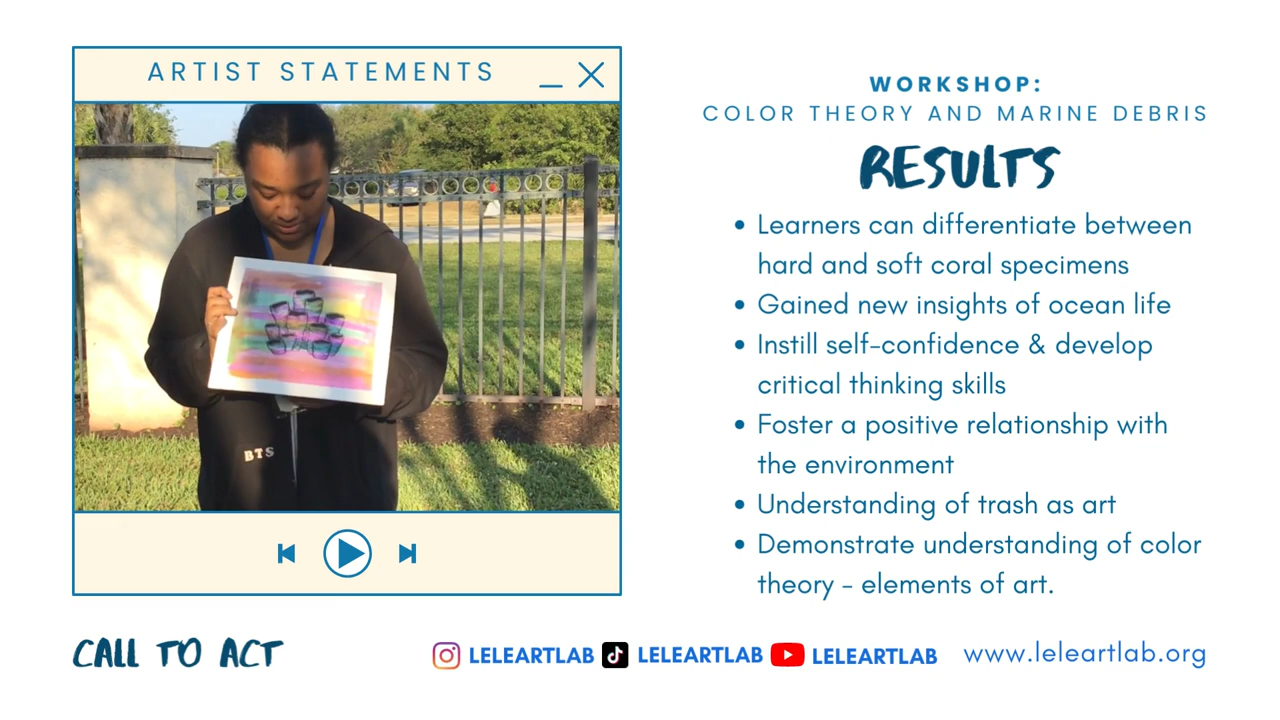 ARTIST STATEMENTS
BTS
WORKSHOP:
COLOR THEORY AND MARINE DEBRIS
RESULTS
• Learners can differentiate between
hard and soft coral specimens
• Gained new insights of ocean life
• Instill self-confidence & develop
critical thinking skills
• Foster a positive relationship with
the environment
• Understanding of trash as art
• Demonstrate understanding of color
theory - elements of art.
CALL TO ACT
LELEARTLAB LELEARTLAB LELEARTLAB www.leleartlab.org